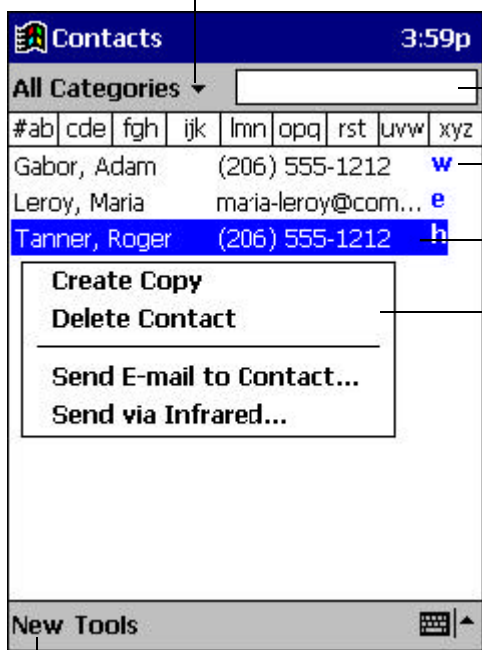 Contacts 3:59p
All Categories
#ab cde fgh ijk lmn opq rst uvw xyz
Gabor, Adam (206) 555-1212 w
Leroy, Maria maria-leroy@com... e
Tanner, Roger (206) 555-1212 h
Create Copy
Delete Contact
Send E-mail to Contact...
Send via Infrared...
New Tools